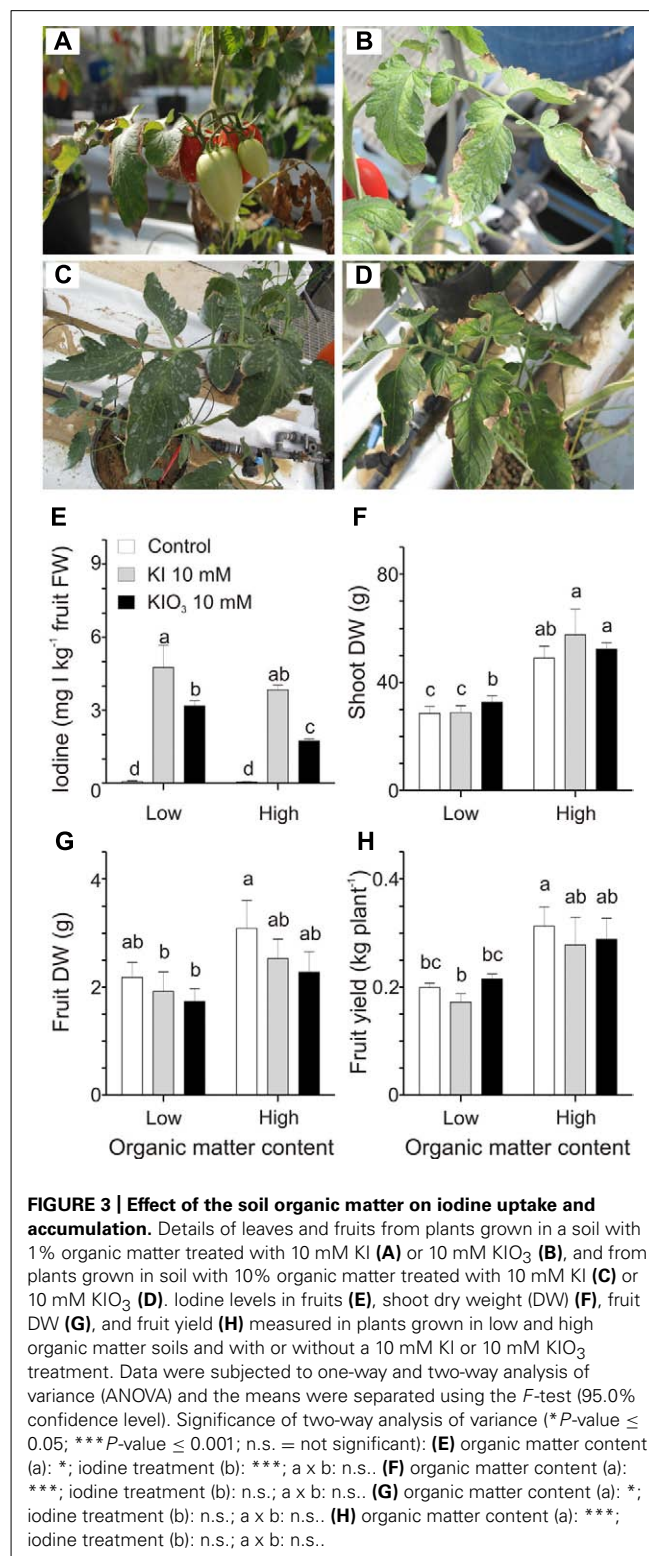 A
B
C
D
E
Control
KI 10 mM
KIO₃ 10 mM
Iodine (mg I kg⁻¹ fruit FW)
9
6
3
0
d
a
b
d
ab
c
Low
High
F
Shoot DW (g)
80
40
0
c
c
b
ab
a
a
Low
High
G
Fruit DW (g)
4
2
0
ab
b
b
a
ab
ab
Low
High
Organic matter content
H
Fruit yield (kg plant⁻¹)
0.4
0.2
0
bc
b
bc
a
ab
ab
Low
High
Organic matter content
FIGURE 3 | Effect of the soil organic matter on iodine uptake and
accumulation. Details of leaves and fruits from plants grown in a soil with
1% organic matter treated with 10 mM KI (A) or 10 mM KIO₃ (B), and from
plants grown in soil with 10% organic matter treated with 10 mM KI (C) or
10 mM KIO₃ (D). Iodine levels in fruits (E), shoot dry weight (DW) (F), fruit
DW (G), and fruit yield (H) measured in plants grown in low and high
organic matter soils and with or without a 10 mM KI or 10 mM KIO₃
treatment. Data were subjected to one-way and two-way analysis of
variance (ANOVA) and the means were separated using the F-test (95.0%
confidence level). Significance of two-way analysis of variance (*P-value ≤
0.05; ***P-value ≤ 0.001; n.s. = not significant): (E) organic matter content
(a): *; iodine treatment (b): ***; a x b: n.s.. (F) organic matter content (a):
***; iodine treatment (b): n.s.; a x b: n.s.. (G) organic matter content (a): *;
iodine treatment (b): n.s.; a x b: n.s.. (H) organic matter content (a): ***;
iodine treatment (b): n.s.; a x b: n.s..